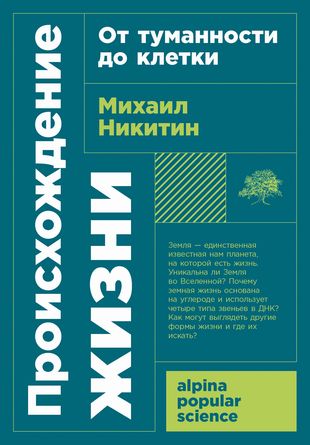 Происхождение
жизни
От туманности
до клетки
Михаил
Никитин
Земля — единственная
известная нам планета,
на которой есть жизнь.
Уникальна ли Земля
во Вселенной? Почему
земная жизнь основана
на углероде и использует
четыре типа звеньев в ДНК?
Как могут выглядеть другие
формы жизни и где их
искать?
alpina
popular
science